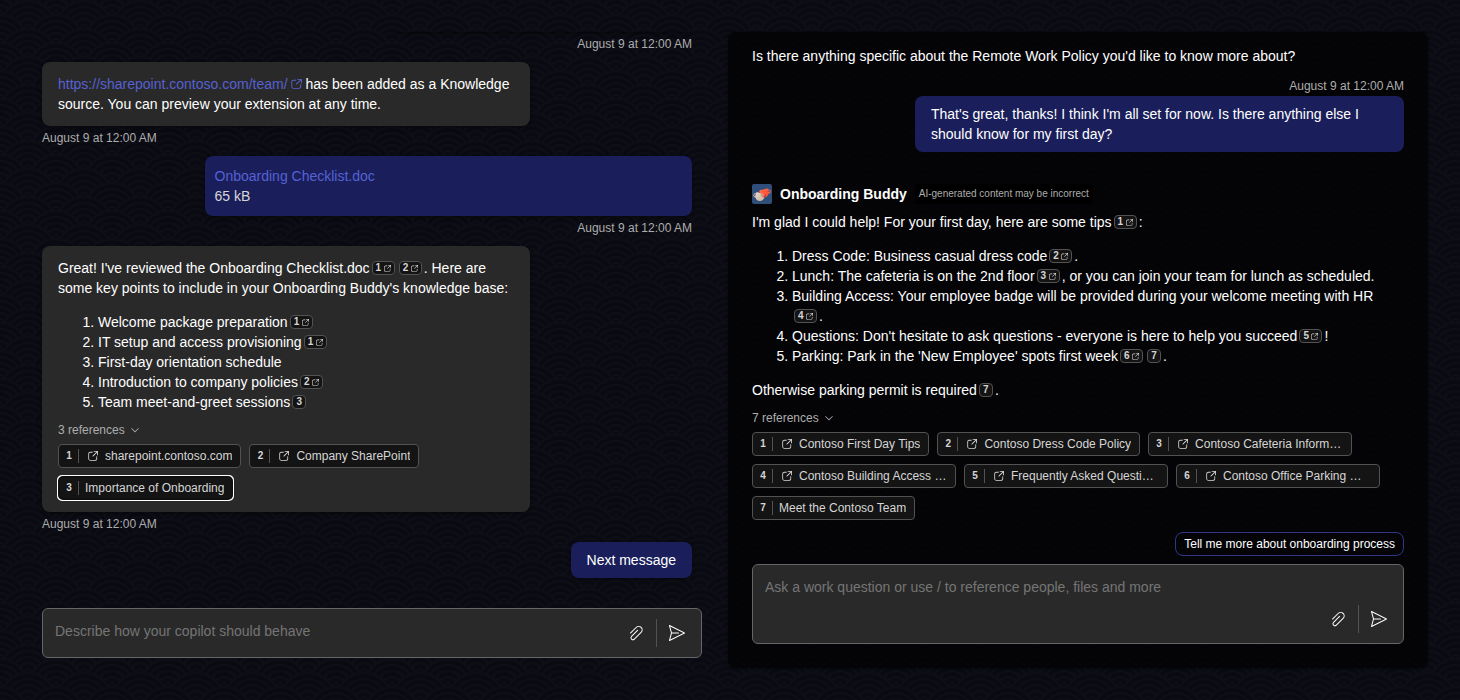 August 9 at 12:00 AM
https://sharepoint.contoso.com/team/ has been added as a Knowledge
source. You can preview your extension at any time.
August 9 at 12:00 AM
Onboarding Checklist.doc
65 kB
August 9 at 12:00 AM
Great! I've reviewed the Onboarding Checklist.doc 1 2 . Here are
some key points to include in your Onboarding Buddy's knowledge base:
1. Welcome package preparation 1
2. IT setup and access provisioning 1
3. First-day orientation schedule
4. Introduction to company policies 2
5. Team meet-and-greet sessions 3
3 references
1 sharepoint.contoso.com 2 Company SharePoint
3 Importance of Onboarding
August 9 at 12:00 AM
Next message
Describe how your copilot should behave
Is there anything specific about the Remote Work Policy you'd like to know more about?
August 9 at 12:00 AM
That's great, thanks! I think I'm all set for now. Is there anything else I
should know for my first day?
Onboarding Buddy AI-generated content may be incorrect
I'm glad I could help! For your first day, here are some tips 1 :
1. Dress Code: Business casual dress code 2 .
2. Lunch: The cafeteria is on the 2nd floor 3 , or you can join your team for lunch as scheduled.
3. Building Access: Your employee badge will be provided during your welcome meeting with HR
4 .
4. Questions: Don't hesitate to ask questions - everyone is here to help you succeed 5 !
5. Parking: Park in the 'New Employee' spots first week 6 7 .
Otherwise parking permit is required 7 .
7 references
1 Contoso First Day Tips 2 Contoso Dress Code Policy 3 Contoso Cafeteria Inform…
4 Contoso Building Access … 5 Frequently Asked Questi… 6 Contoso Office Parking …
7 Meet the Contoso Team
Tell me more about onboarding process
Ask a work question or use / to reference people, files and more